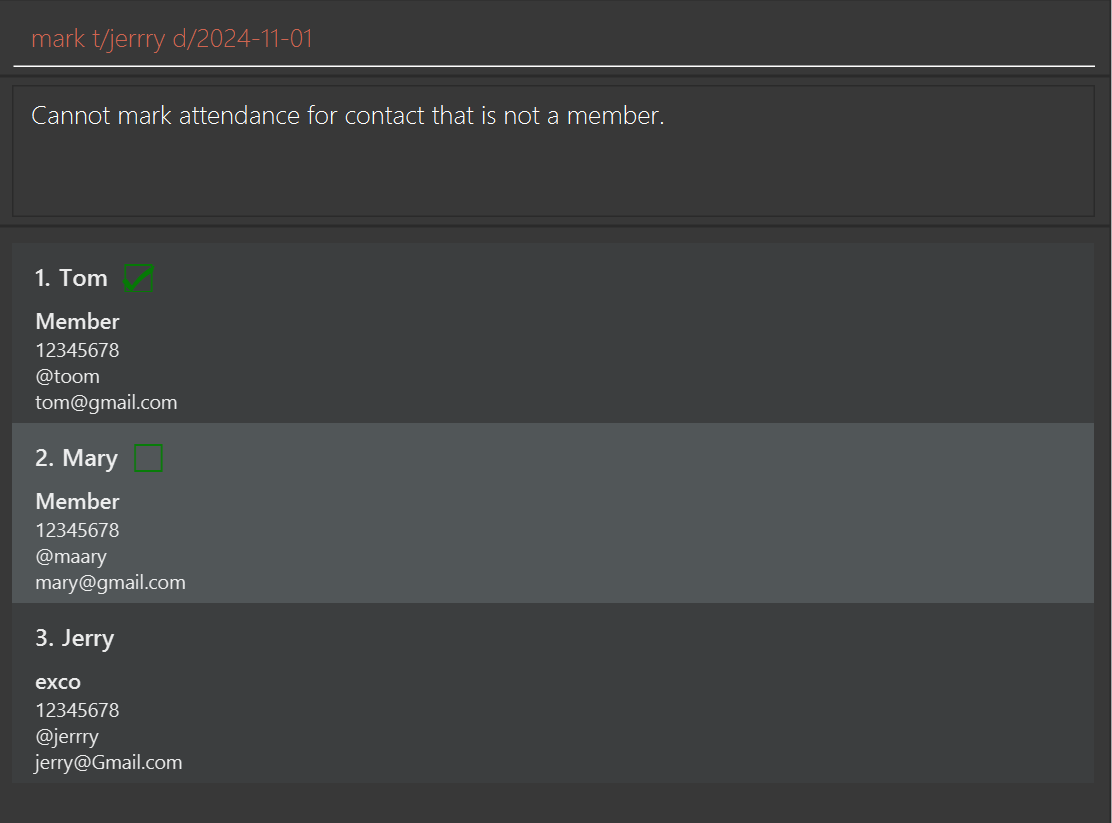 mark t/jerrry d/2024-11-01
Cannot mark attendance for contact that is not a member.
1. Tom
Member
12345678
@toom
tom@gmail.com
2. Mary
Member
12345678
@maary
mary@gmail.com
3. Jerry
exco
12345678
@jerrry
jerry@Gmail.com